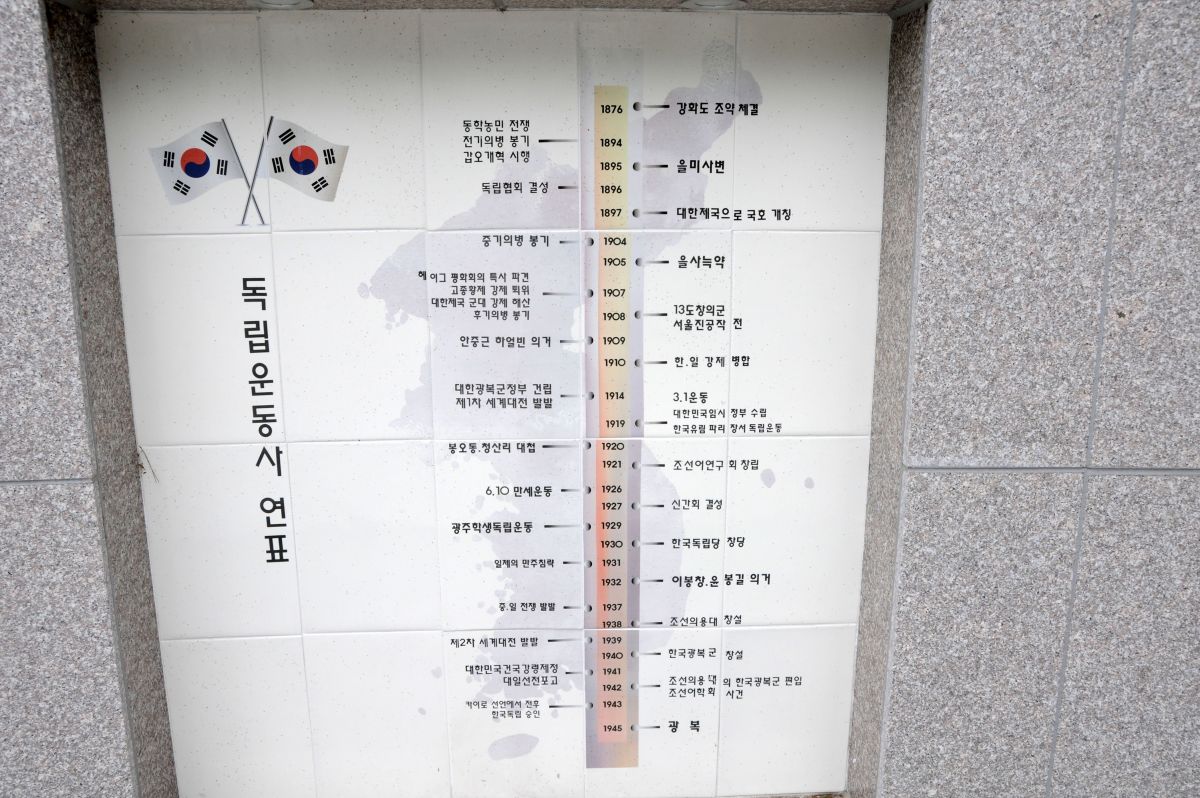 독립운동사 연표
1876 강화도 조약 체결
동학농민 전쟁
전기의병 봉기
갑오개혁 시행
1894
1895 을미사변
독립협회 결성 1896
1897 대한제국으로 국호 개칭
중기의병 봉기 1904
1905 을사늑약
헤이그 평화회의 특사 파견
고종황제 강제 퇴위
대한제국 군대 강제 해산
후기의병 봉기
1907
1908
13도창의군
서울진공작전
안중근 하얼빈 의거 1909
1910 한.일 강제 병합
대한광복군정부 건립
제1차 세계대전 발발
1914
3.1운동
대한민국임시 정부 수립
한국유림 파리 장서 독립운동
1919
봉오동.청산리 대첩 1920
1921 조선어연구회 창립
6.10 만세운동 1926
1927 신간회 결성
광주학생독립운동 1929
1930 한국독립당 창당
일제의 만주침략 1931
1932 이봉창.윤봉길 의거
중.일 전쟁 발발 1937
1938 조선의용대 창설
제2차 세계대전 발발 1939
1940 한국광복군 창설
대한민국건국강령제정
대일선전포고
1941
1942
조선의용대의 한국광복군 편입
조선어학회 사건
카이로 선언에서 전후
한국독립 승인
1943
1945 광 복